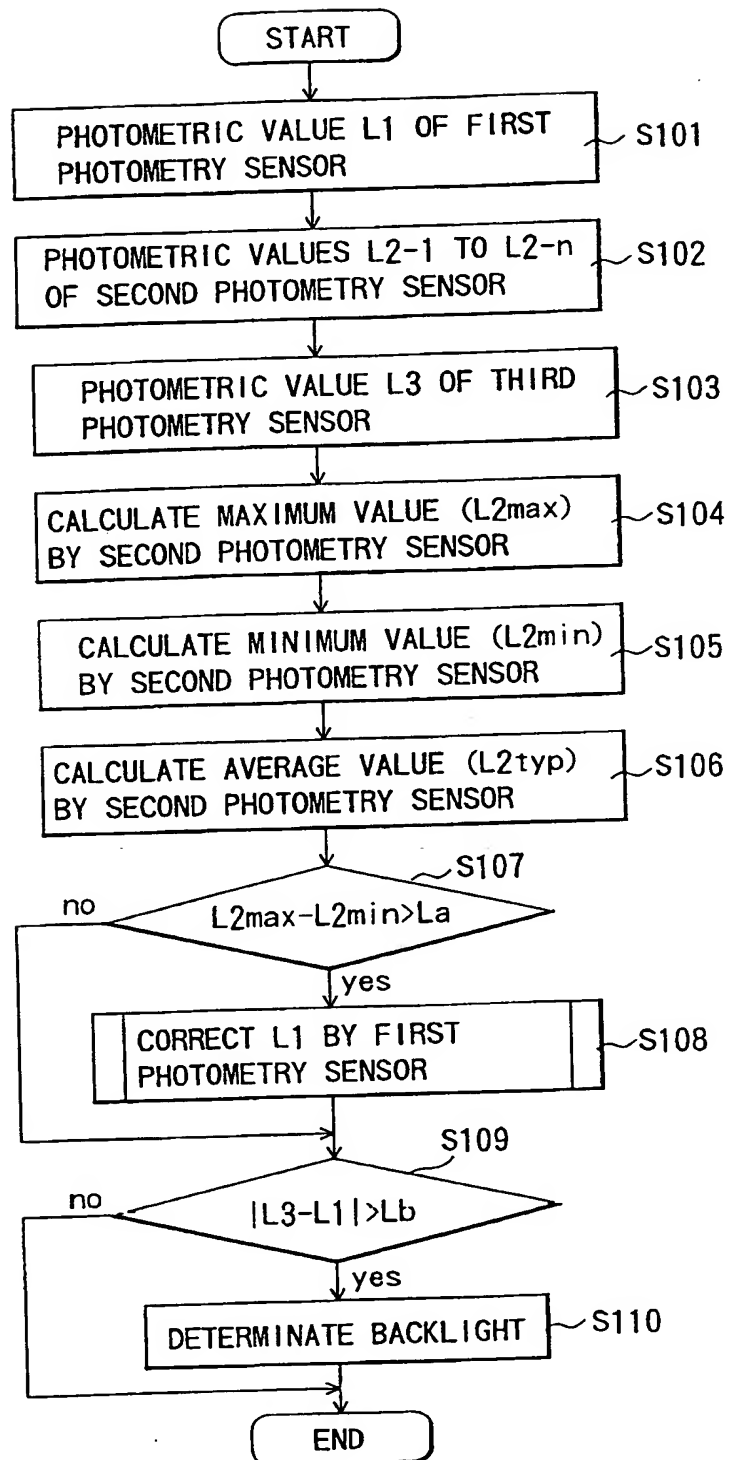 START
PHOTOMETRIC VALUE L1 OF FIRST
PHOTOMETRY SENSOR
S101
PHOTOMETRIC VALUES L2-1 TO L2-n
OF SECOND PHOTOMETRY SENSOR
S102
PHOTOMETRIC VALUE L3 OF THIRD
PHOTOMETRY SENSOR
S103
CALCULATE MAXIMUM VALUE (L2max)
BY SECOND PHOTOMETRY SENSOR
S104
CALCULATE MINIMUM VALUE (L2min)
BY SECOND PHOTOMETRY SENSOR
S105
CALCULATE AVERAGE VALUE (L2typ)
BY SECOND PHOTOMETRY SENSOR
S106
S107
no
L2max-L2min>La
yes
CORRECT L1 BY FIRST
PHOTOMETRY SENSOR
S108
S109
no
|L3-L1|>Lb
yes
DETERMINATE BACKLIGHT
S110
END